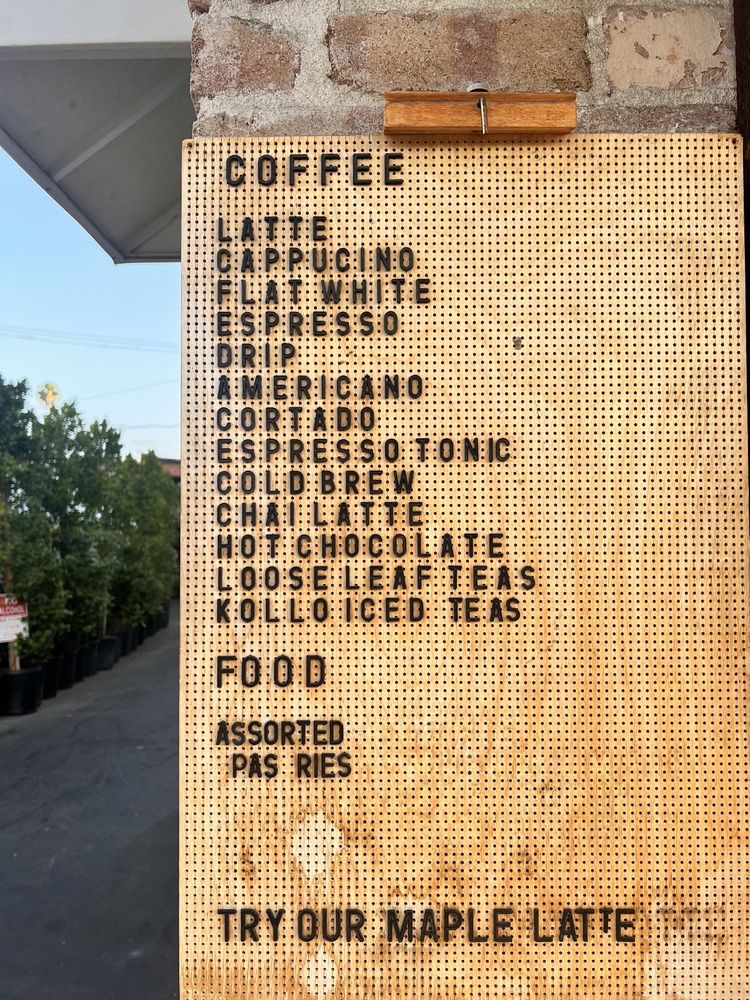 COFFEE
LATTE
CAPPUCINO
FLAT WHITE
ESPRESSO
DRIP
AMERICANO
CORTADO
ESPRESSO TONIC
COLD BREW
CHAI LATTE
HOT CHOCOLATE
LOOSE LEAF TEAS
KOLLO ICED TEAS
FOOD
ASSORTED
PAS RIES
TRY OUR MAPLE LATTE
ALCOHOL